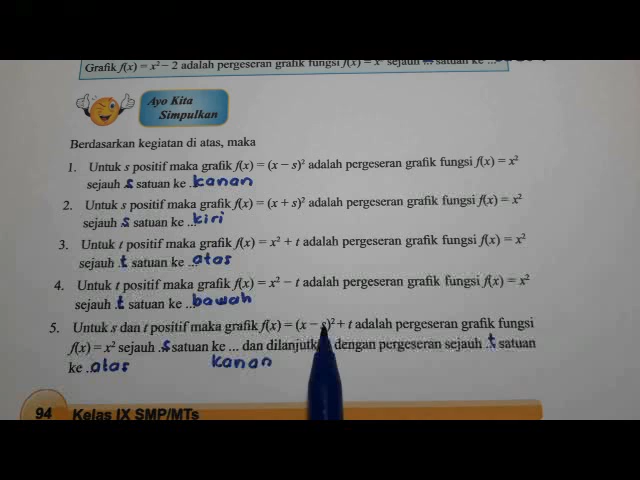 Grafik f(x) = x² − 2 adalah pergeseran grafik fungsi f(x) = x² sejauh ... satuan ke ...
Ayo Kita
Simpulkan
Berdasarkan kegiatan di atas, maka
1. Untuk s positif maka grafik f(x) = (x − s)² adalah pergeseran grafik fungsi f(x) = x²
sejauh s satuan ke ...kanan
2. Untuk s positif maka grafik f(x) = (x + s)² adalah pergeseran grafik fungsi f(x) = x²
sejauh s satuan ke ...kiri
3. Untuk t positif maka grafik f(x) = x² + t adalah pergeseran grafik fungsi f(x) = x²
sejauh t satuan ke ...atas
4. Untuk t positif maka grafik f(x) = x² − t adalah pergeseran grafik fungsi f(x) = x²
sejauh t satuan ke ...bawah
5. Untuk s dan t positif maka grafik f(x) = (x − s)² + t adalah pergeseran grafik fungsi
f(x) = x² sejauh s satuan ke ... dan dilanjutk dengan pergeseran sejauh t satuan
ke ..atas kanan
94 Kelas IX SMP/MTs